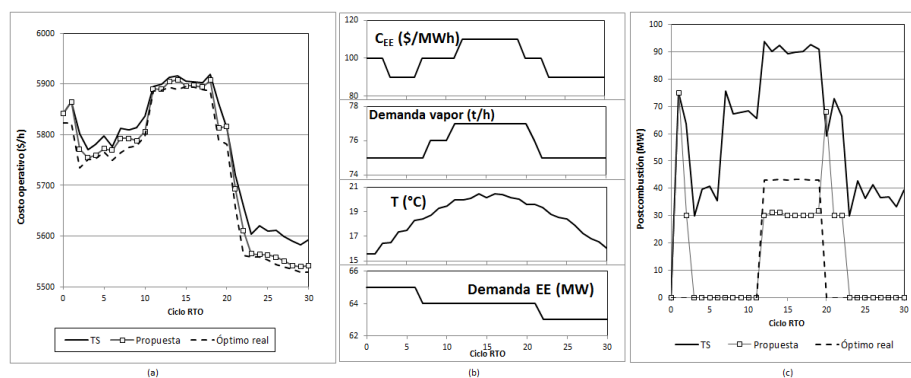 6000
5900
5800
5700
5600
5500
Costo operativo ($/h)
0 5 10 15 20 25 30
Ciclo RTO
TS Propuesta Óptimo real
(a)
120
100
80
C_EE ($/MWh)
78
76
74
Demanda vapor (t/h)
21
19
17
15
T (°C)
66
64
62
Demanda EE (MW)
0 5 10 15 20 25 30
Ciclo RTO
(b)
100
90
80
70
60
50
40
30
20
10
0
Postcombustión (MW)
0 5 10 15 20 25 30
Ciclo RTO
TS Propuesta Óptimo real
(c)